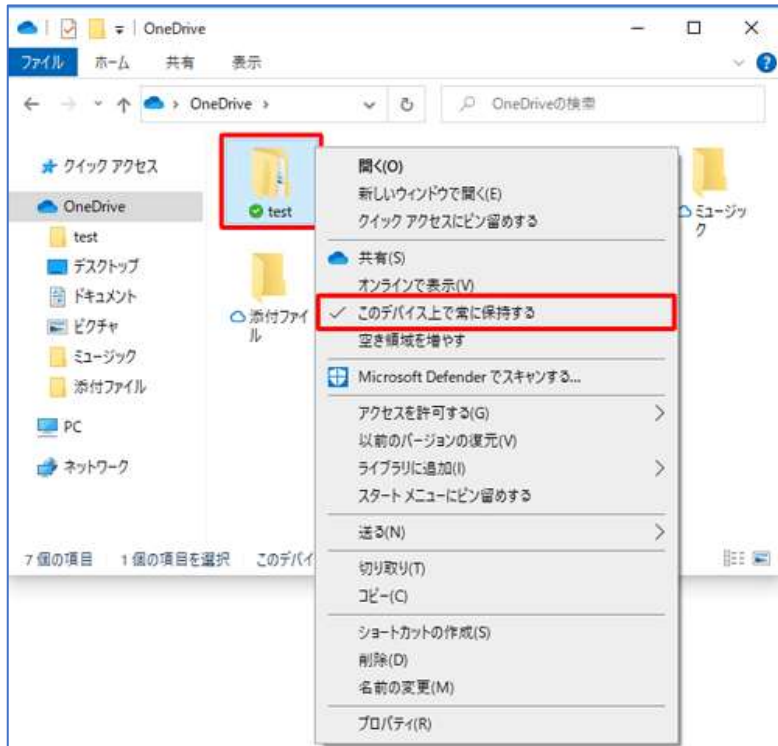 OneDrive
ファイル ホーム 共有 表示
OneDrive
OneDriveの検索
クイック アクセス
OneDrive
test
デスクトップ
ドキュメント
ピクチャ
ミュージック
添付ファイル
PC
ネットワーク
test
添付ファイ
ル
ミュージッ
ク
開く(O)
新しいウィンドウで開く(E)
クイック アクセスにピン留めする
共有(S)
オンラインで表示(V)
このデバイス上で常に保持する
空き領域を増やす
Microsoft Defender でスキャンする...
アクセスを許可する(G)
以前のバージョンの復元(V)
ライブラリに追加(I)
スタート メニューにピン留めする
送る(N)
切り取り(T)
コピー(C)
ショートカットの作成(S)
削除(D)
名前の変更(M)
プロパティ(R)
7 個の項目 1 個の項目を選択 このデバイ